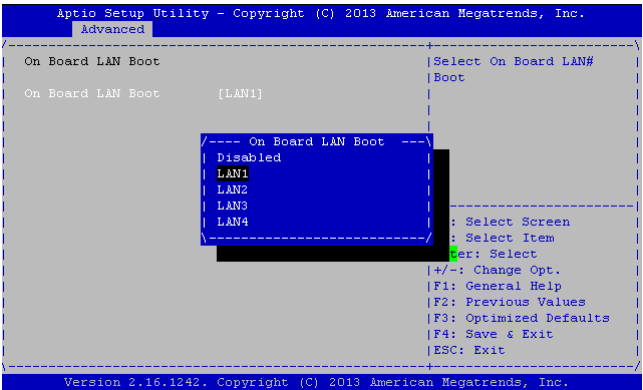 Aptio Setup Utility - Copyright (C) 2013 American Megatrends, Inc.
Advanced
On Board LAN Boot
Select On Board LAN#
Boot
On Board LAN Boot [LAN1]
On Board LAN Boot
Disabled
LAN1
LAN2
LAN3
LAN4
: Select Screen
: Select Item
ter: Select
+/-: Change Opt.
F1: General Help
F2: Previous Values
F3: Optimized Defaults
F4: Save & Exit
ESC: Exit
Version 2.16.1242. Copyright (C) 2013 American Megatrends, Inc.